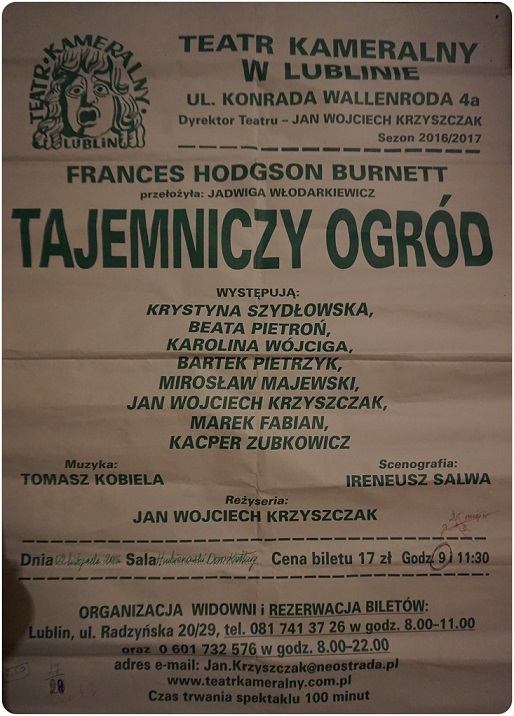 TEATR·KAMERALNY·
LUBLIN
TEATR KAMERALNY
W LUBLINIE
UL. KONRADA WALLENRODA 4a
Dyrektor Teatru – JAN WOJCIECH KRZYSZCZAK
Sezon 2016/2017
FRANCES HODGSON BURNETT
przełożyła: JADWIGA WŁODARKIEWICZ
TAJEMNICZY OGRÓD
WYSTĘPUJĄ:
KRYSTYNA SZYDŁOWSKA,
BEATA PIETROŃ,
KAROLINA WÓJCIGA,
BARTEK PIETRZYK,
MIROSŁAW MAJEWSKI,
JAN WOJCIECH KRZYSZCZAK,
MAREK FABIAN,
KACPER ZUBKOWICZ
Muzyka:
TOMASZ KOBIELA
Scenografia:
IRENEUSZ SALWA
Reżyseria:
JAN WOJCIECH KRZYSZCZAK
Dnia listopada Sala Dom Kultury Cena biletu 17 zł Godz. 9 i 11:30
ORGANIZACJA WIDOWNI i REZERWACJA BILETÓW:
Lublin, ul. Radzyńska 20/29, tel. 081 741 37 26 w godz. 8.00–11.00
oraz 0 601 732 576 w godz. 8.00–22.00
adres e-mail: Jan.Krzyszczak@neostrada.pl
www.teatrkameralny.com.pl
Czas trwania spektaklu 100 minut